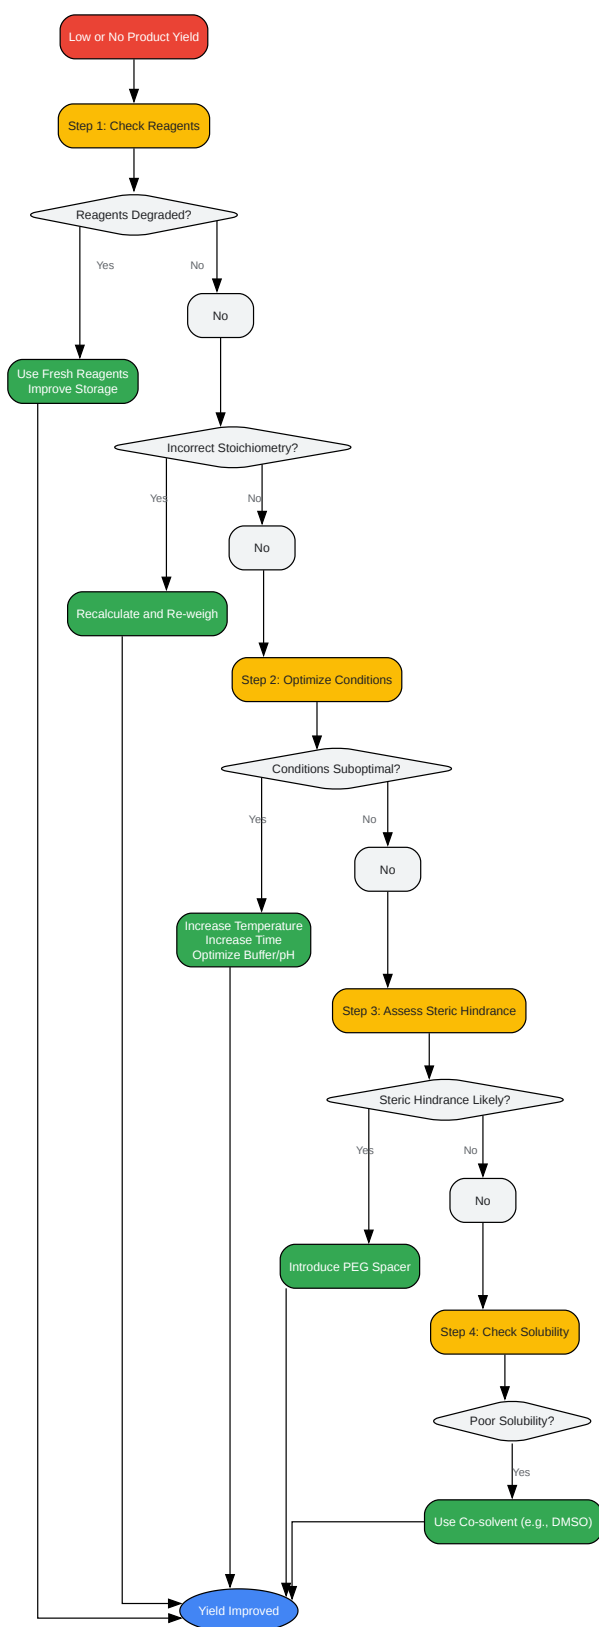 Low or No Product Yield
Step 1: Check Reagents
Reagents Degraded?
Yes
No
No
Use Fresh Reagents
Improve Storage
Incorrect Stoichiometry?
Yes
No
No
Recalculate and Re-weigh
Step 2: Optimize Conditions
Conditions Suboptimal?
Yes
No
No
Increase Temperature
Increase Time
Optimize Buffer/pH
Step 3: Assess Steric Hindrance
Steric Hindrance Likely?
Yes
No
No
Introduce PEG Spacer
Step 4: Check Solubility
Poor Solubility?
Yes
Use Co-solvent (e.g., DMSO)
Yield Improved